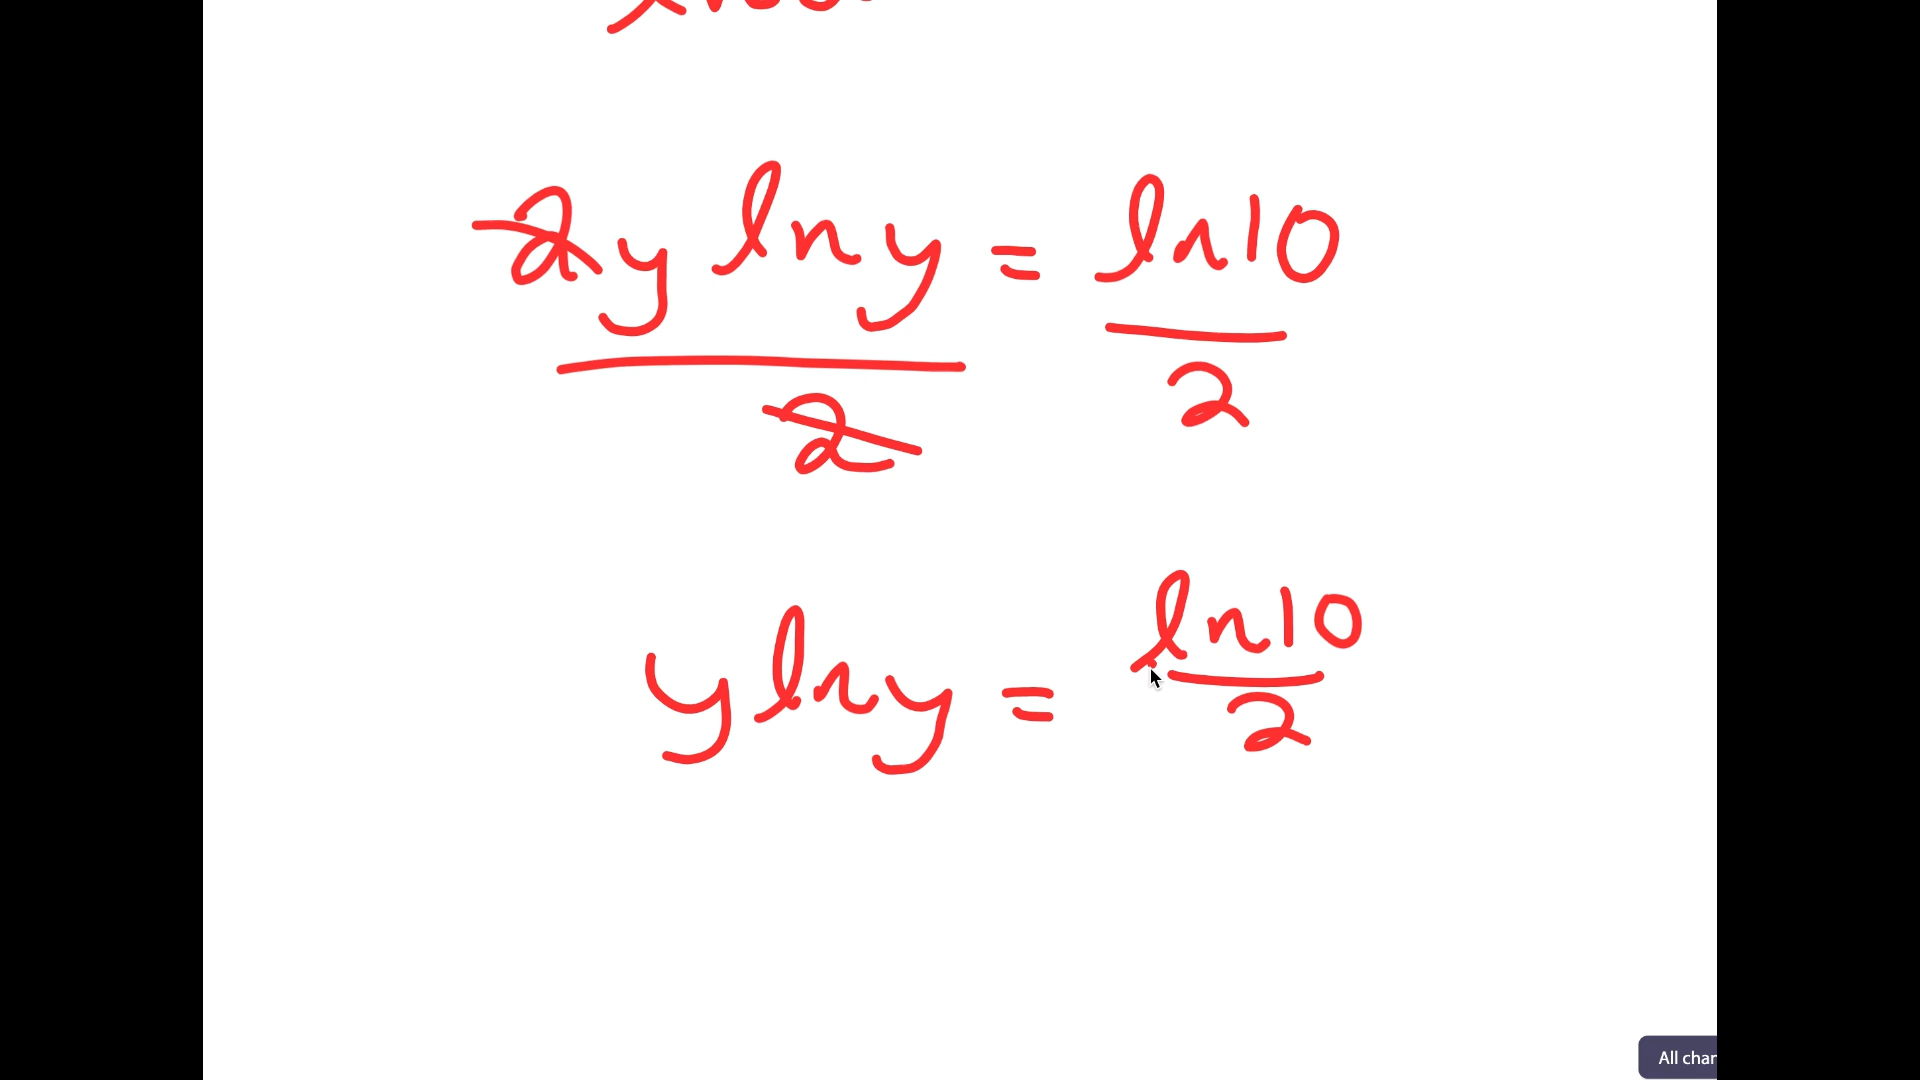 2y ln y = ln10
2 2
y ln y = ln10
2
All char